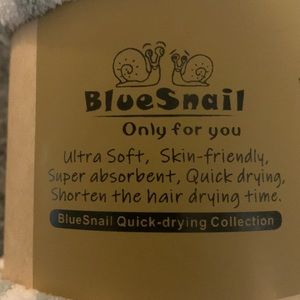 BlueSnail
Only for you
Ultra Soft, Skin-friendly,
Super absorbent, Quick drying,
Shorten the hair drying time.
BlueSnail Quick-drying Collection